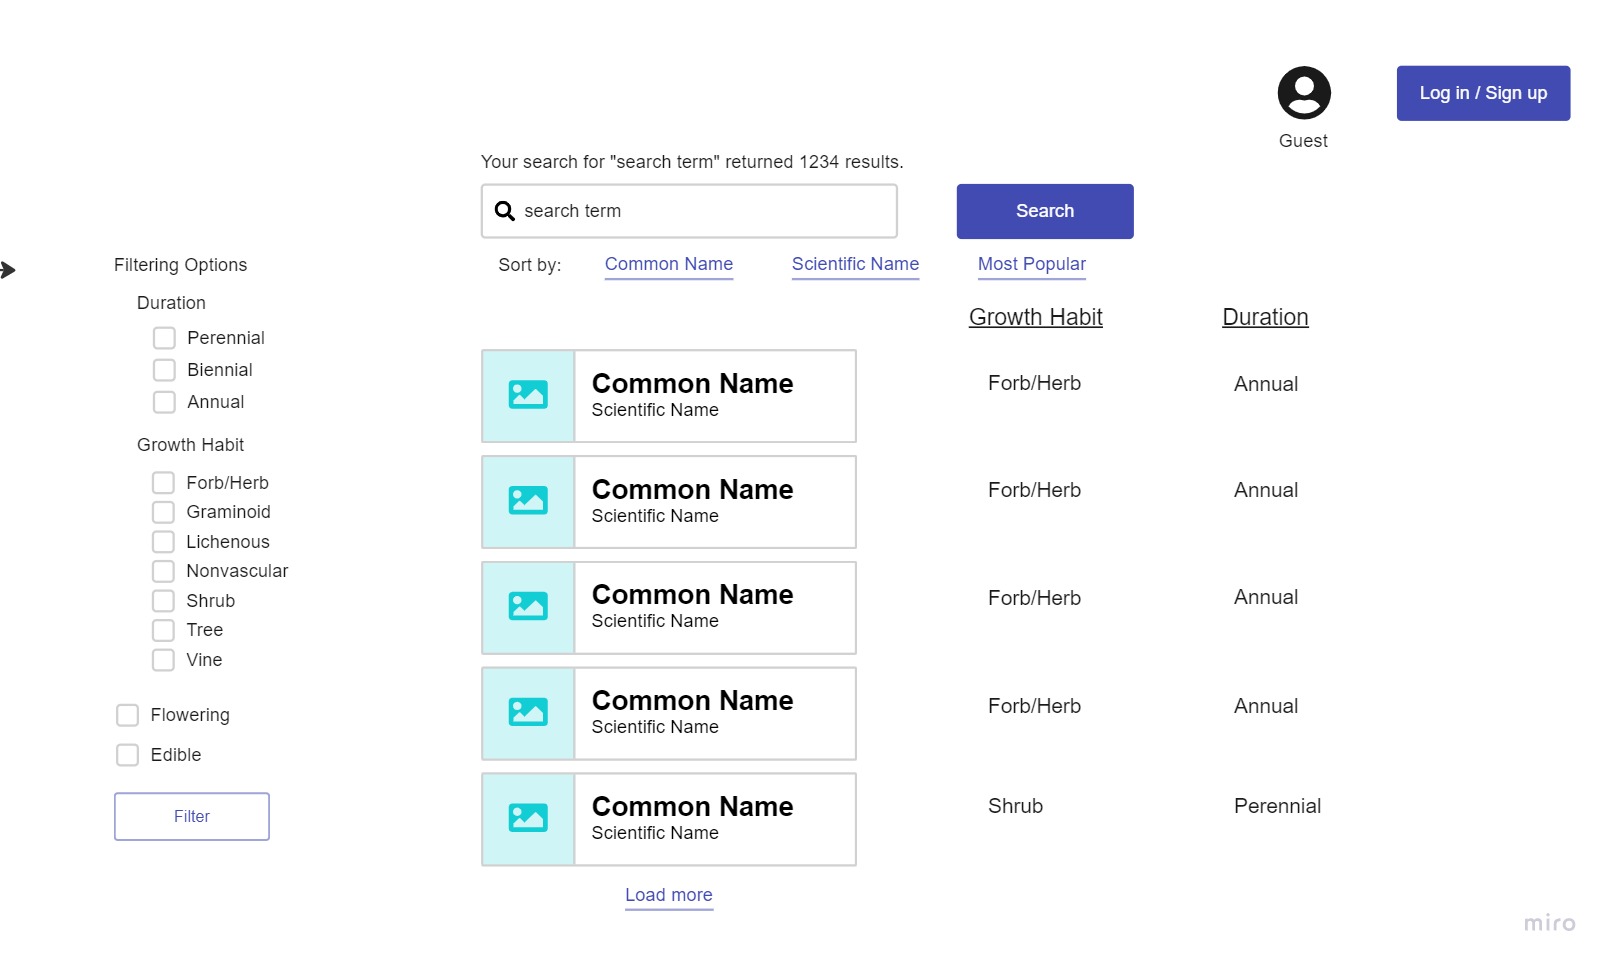 Log in / Sign up
Guest
Your search for "search term" returned 1234 results.
search term
Search
Sort by: Common Name Scientific Name Most Popular
Filtering Options
Duration
Perennial
Biennial
Annual
Growth Habit
Forb/Herb
Graminoid
Lichenous
Nonvascular
Shrub
Tree
Vine
Flowering
Edible
Filter
Growth Habit Duration
Common Name
Scientific Name
Forb/Herb Annual
Common Name
Scientific Name
Forb/Herb Annual
Common Name
Scientific Name
Forb/Herb Annual
Common Name
Scientific Name
Forb/Herb Annual
Common Name
Scientific Name
Shrub Perennial
Load more
miro